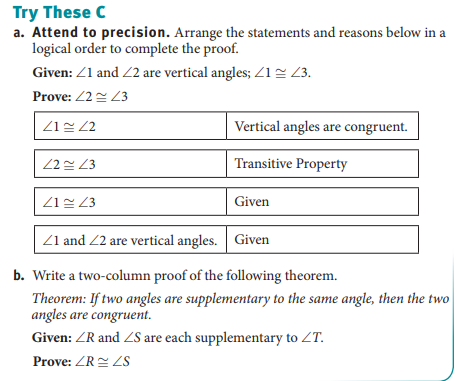 Try These C
a. Attend to precision. Arrange the statements and reasons below in a
logical order to complete the proof.
Given: ∠1 and ∠2 are vertical angles; ∠1 ≅ ∠3.
Prove: ∠2 ≅ ∠3
∠1 ≅ ∠2 Vertical angles are congruent.
∠2 ≅ ∠3 Transitive Property
∠1 ≅ ∠3 Given
∠1 and ∠2 are vertical angles. Given
b. Write a two-column proof of the following theorem.
Theorem: If two angles are supplementary to the same angle, then the two
angles are congruent.
Given: ∠R and ∠S are each supplementary to ∠T.
Prove: ∠R ≅ ∠S